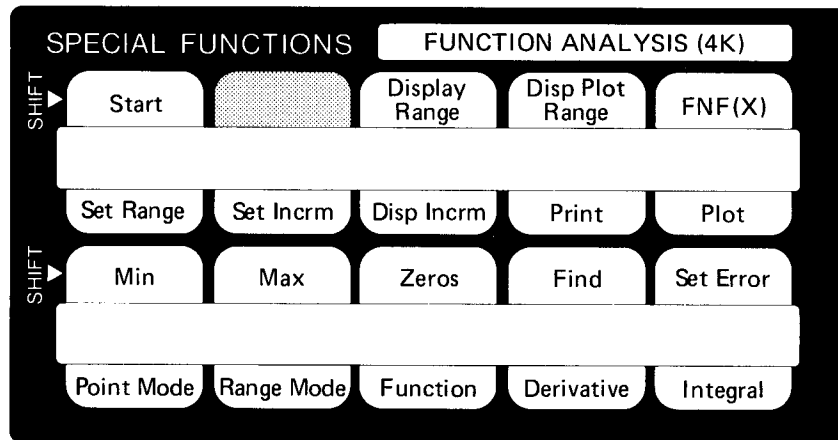 SPECIAL FUNCTIONS FUNCTION ANALYSIS (4K)
SHIFT Start Display Range Disp Plot Range FNF(X)
Set Range Set Incrm Disp Incrm Print Plot
SHIFT Min Max Zeros Find Set Error
Point Mode Range Mode Function Derivative Integral